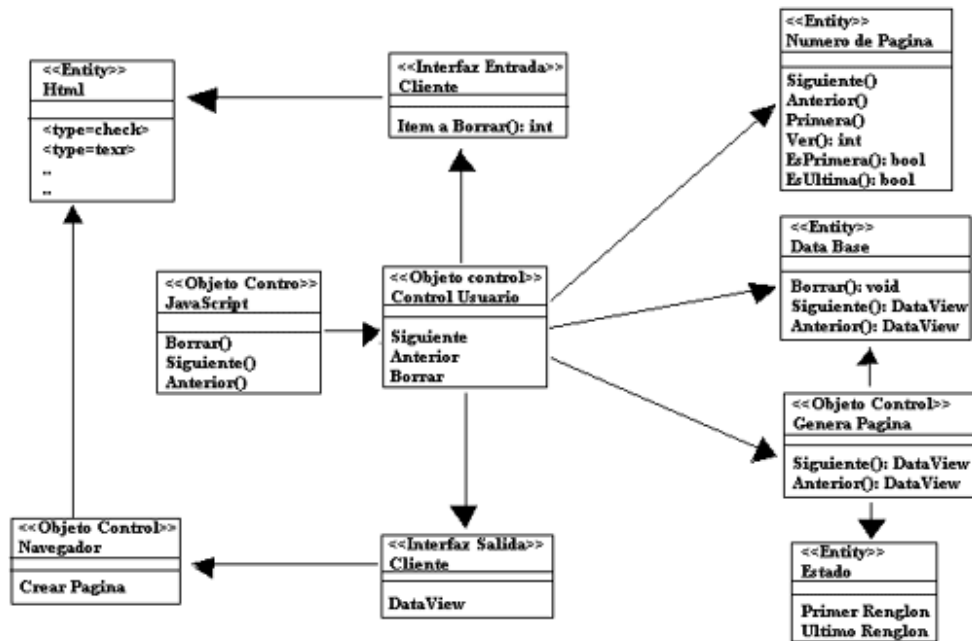 <<Entity>>
Html
<type=check>
<type=texr>
..
..
<<Interfaz Entrada>>
Cliente
Item a Borrar(): int
<<Entity>>
Numero de Pagina
Siguiente()
Anterior()
Primera()
Ver(): int
EsPrimera(): bool
EsUltima(): bool
<<Objeto Contro>>
JavaScript
Borrar()
Siguiente()
Anterior()
<<Objeto control>>
Control Usuario
Siguiente
Anterior
Borrar
<<Entity>>
Data Base
Borrar(): void
Siguiente(): DataView
Anterior(): DataView
<<Objeto Control>>
Genera Pagina
Siguiente(): DataView
Anterior(): DataView
<<Objeto Control>>
Navegador
Crear Pagina
<<Interfaz Salida>>
Cliente
DataView
<<Entity>>
Estado
Primer Renglon
Ultimo Renglon